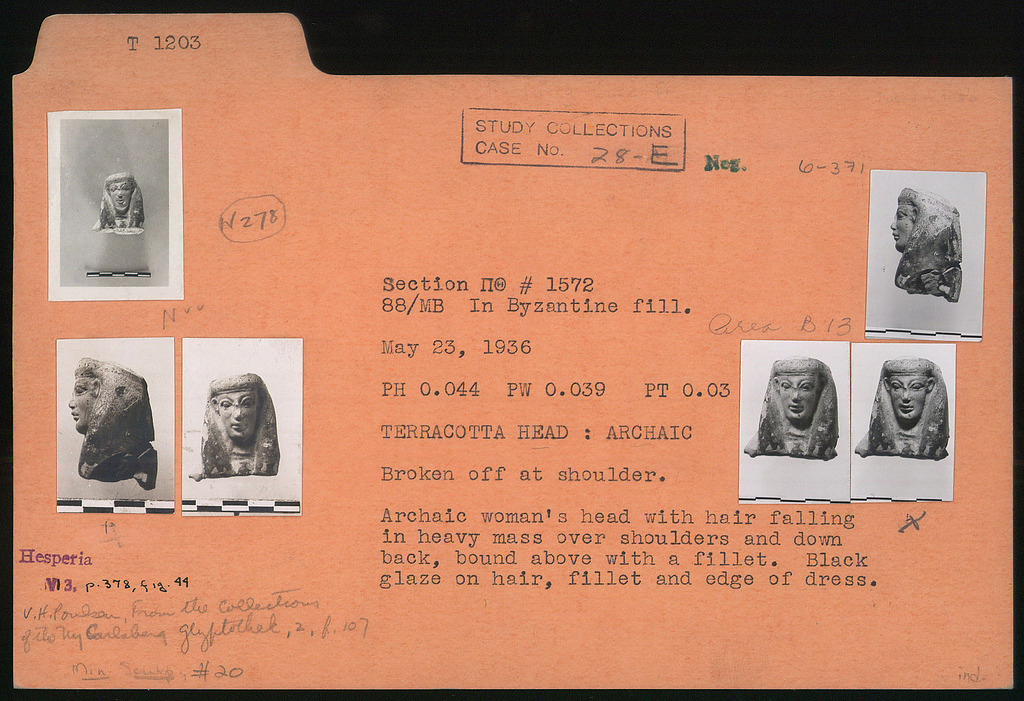 T 1203
STUDY COLLECTIONS
CASE No. 28-E
Neg. 6-371
N278
Section ΠΘ # 1572
88/MB In Byzantine fill.
Area B 13
May 23, 1936
PH 0.044 PW 0.039 PT 0.03
TERRACOTTA HEAD : ARCHAIC
Broken off at shoulder.
Archaic woman's head with hair falling
in heavy mass over shoulders and down
back, bound above with a fillet. Black
glaze on hair, fillet and edge of dress.
Hesperia
VI 3, p. 378, fig. 44
V.H. Poulsen, From the Collections
of the Ny Carlsberg Glyptothek, 2, p. 107
Min. Sculp. #20
ind.